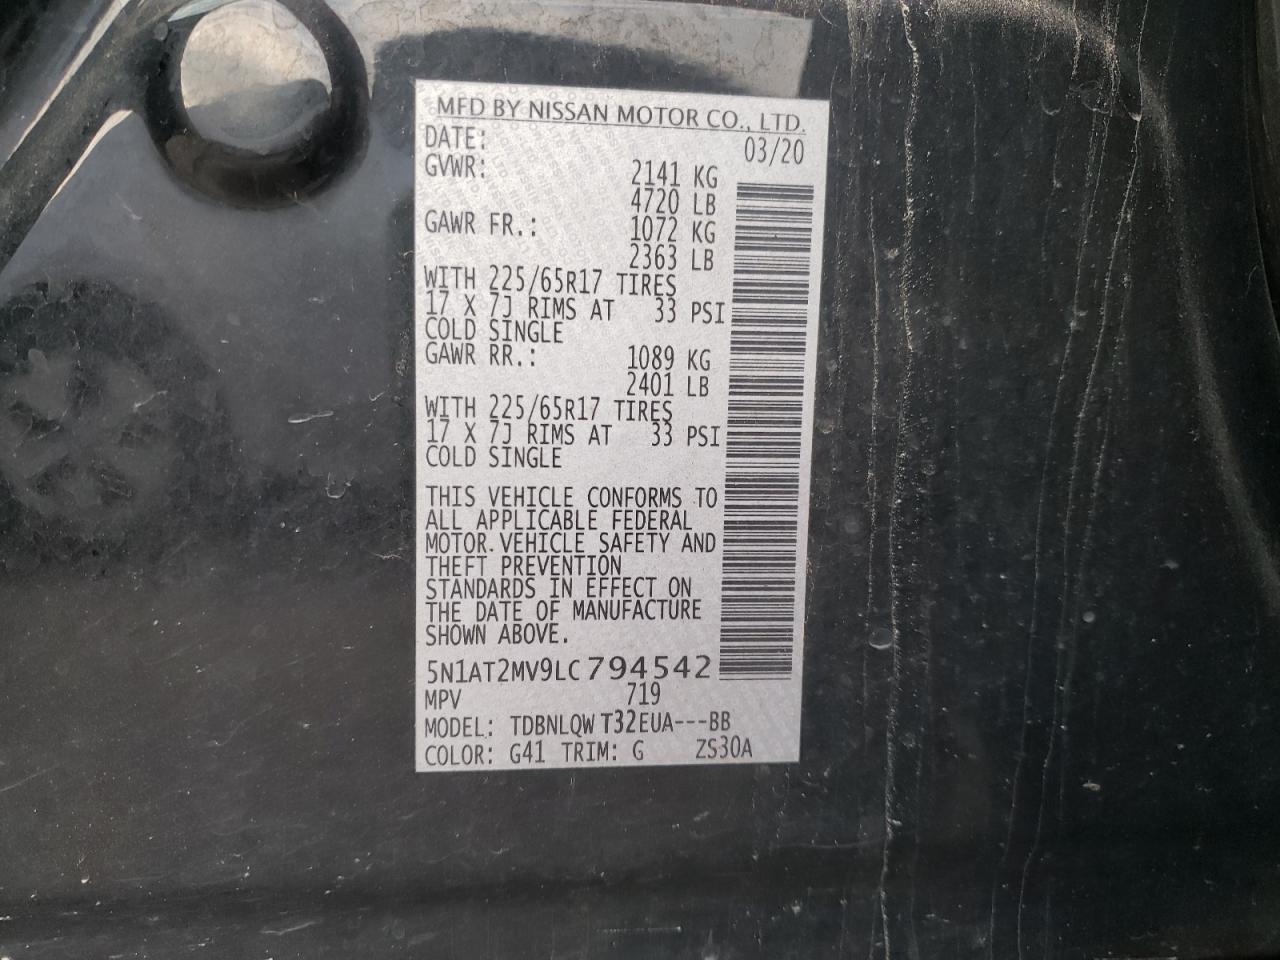 MFD BY NISSAN MOTOR CO., LTD.
DATE: 03/20
GVWR: 2141 KG
4720 LB
GAWR FR.: 1072 KG
2363 LB
WITH 225/65R17 TIRES
17 X 7J RIMS AT 33 PSI
COLD SINGLE
GAWR RR.: 1089 KG
2401 LB
WITH 225/65R17 TIRES
17 X 7J RIMS AT 33 PSI
COLD SINGLE
THIS VEHICLE CONFORMS TO
ALL APPLICABLE FEDERAL
MOTOR VEHICLE SAFETY AND
THEFT PREVENTION
STANDARDS IN EFFECT ON
THE DATE OF MANUFACTURE
SHOWN ABOVE.
5N1AT2MV9LC794542
MPV 719
MODEL: TDBNLQW T32EUA---BB
COLOR: G41 TRIM: G ZS30A